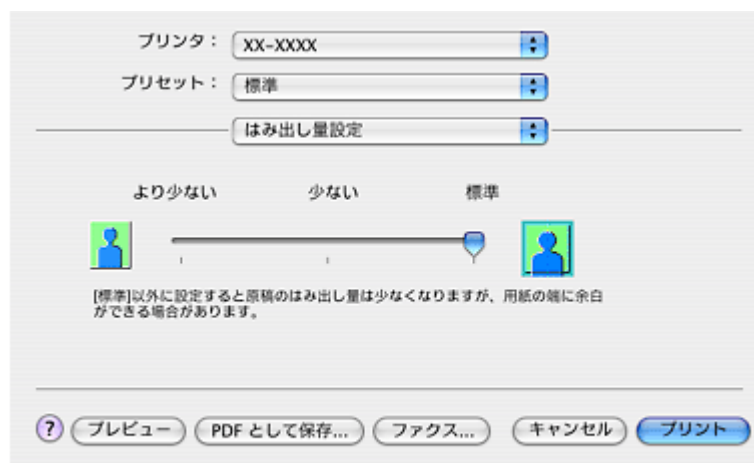 プリンタ： XX-XXXX
プリセット： 標準
はみ出し量設定
より少ない 少ない 標準
[標準]以外に設定すると原稿のはみ出し量は少なくなりますが、用紙の端に余白
ができる場合があります。
? プレビュー PDF として保存... ファクス... キャンセル プリント